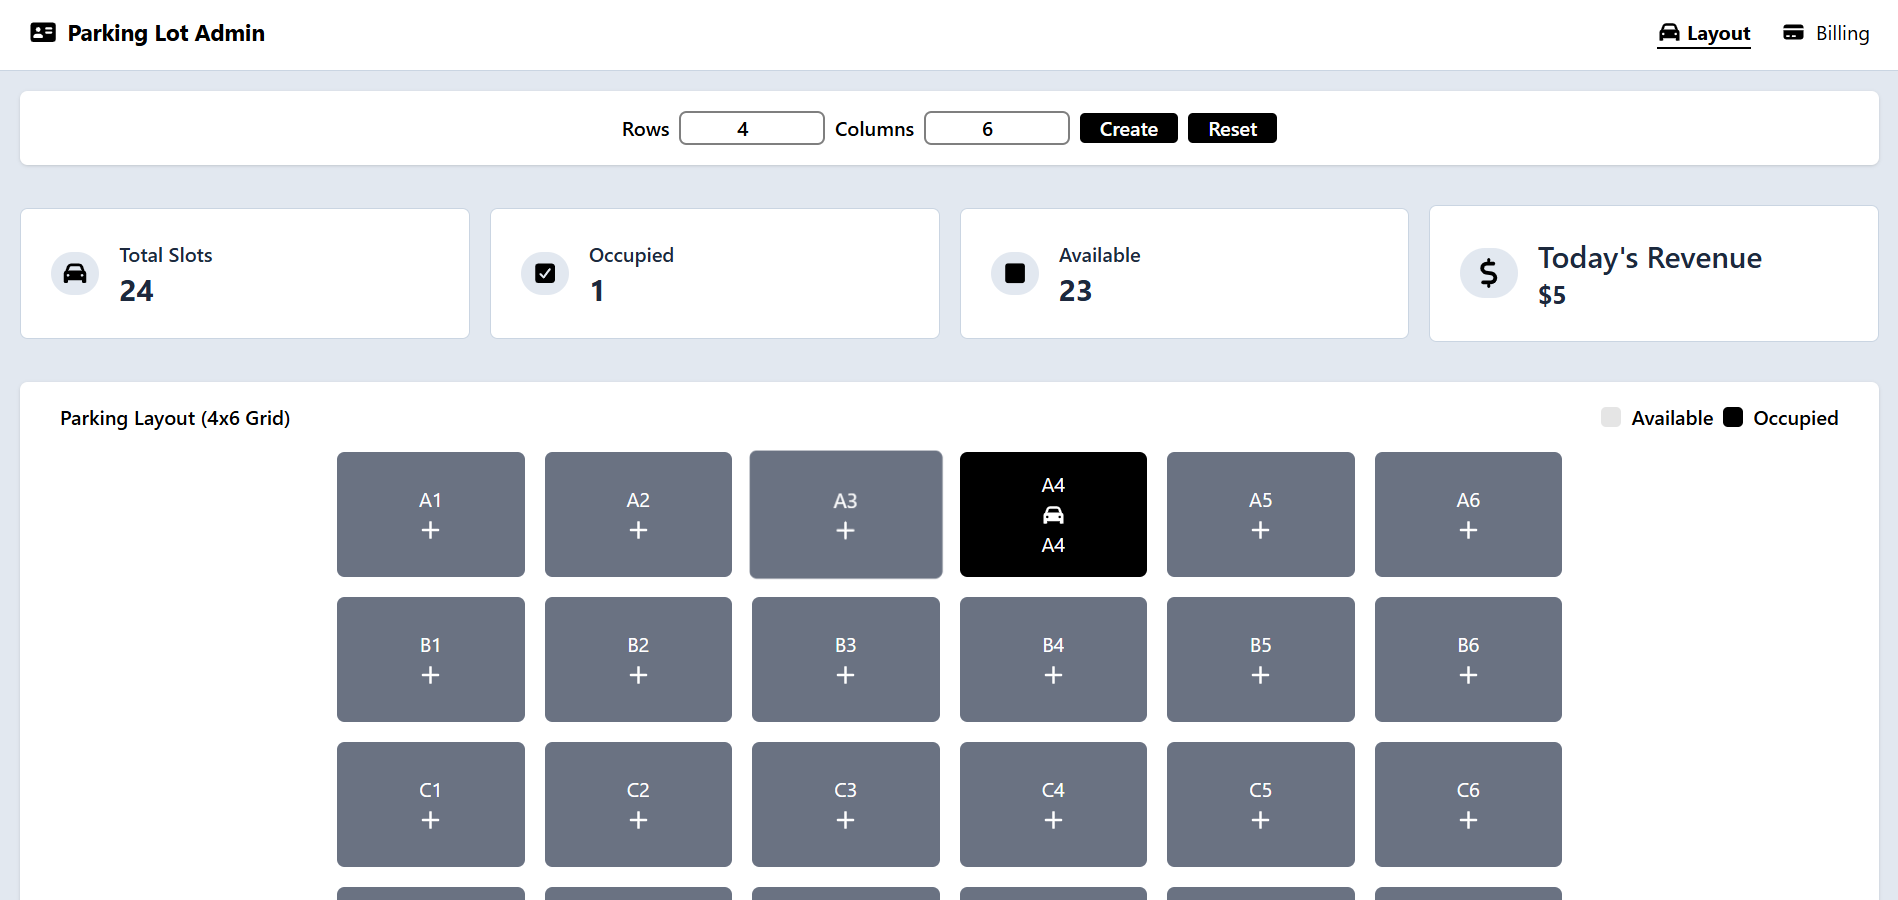 Parking Lot Admin
Layout
Billing
Rows 4 Columns 6 Create Reset
Total Slots
24
Occupied
1
Available
23
Today's Revenue
$5
Parking Layout (4x6 Grid)
Available Occupied
A1
+
A2
+
A3
+
A4
A4
A5
+
A6
+
B1
+
B2
+
B3
+
B4
+
B5
+
B6
+
C1
+
C2
+
C3
+
C4
+
C5
+
C6
+